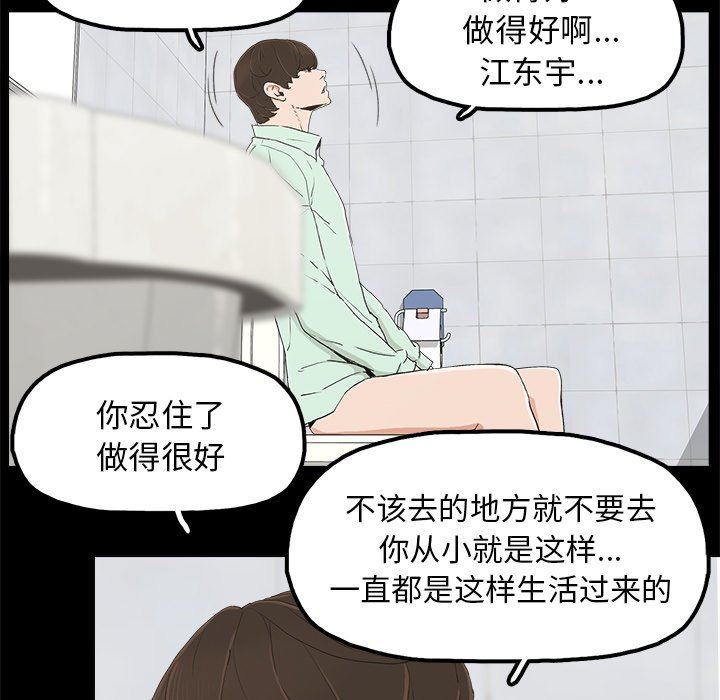 做得好啊...
江东宇...
你忍住了
做得很好
不该去的地方就不要去
你从小就是这样...
一直都是这样生活过来的